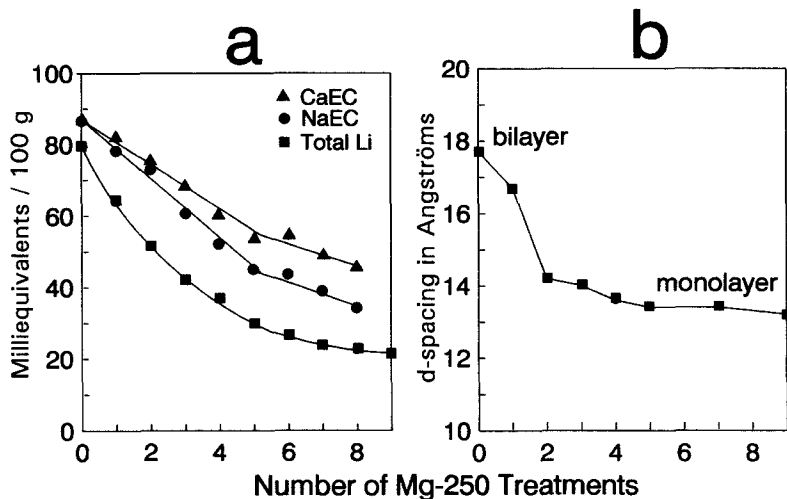 a
Milliequivalents / 100 g
100
80
60
40
20
0
CaEC
NaEC
Total Li
0 2 4 6 8
b
d-spacing in Angströms
20
18
16
14
12
10
bilayer
monolayer
0 2 4 6 8
Number of Mg-250 Treatments